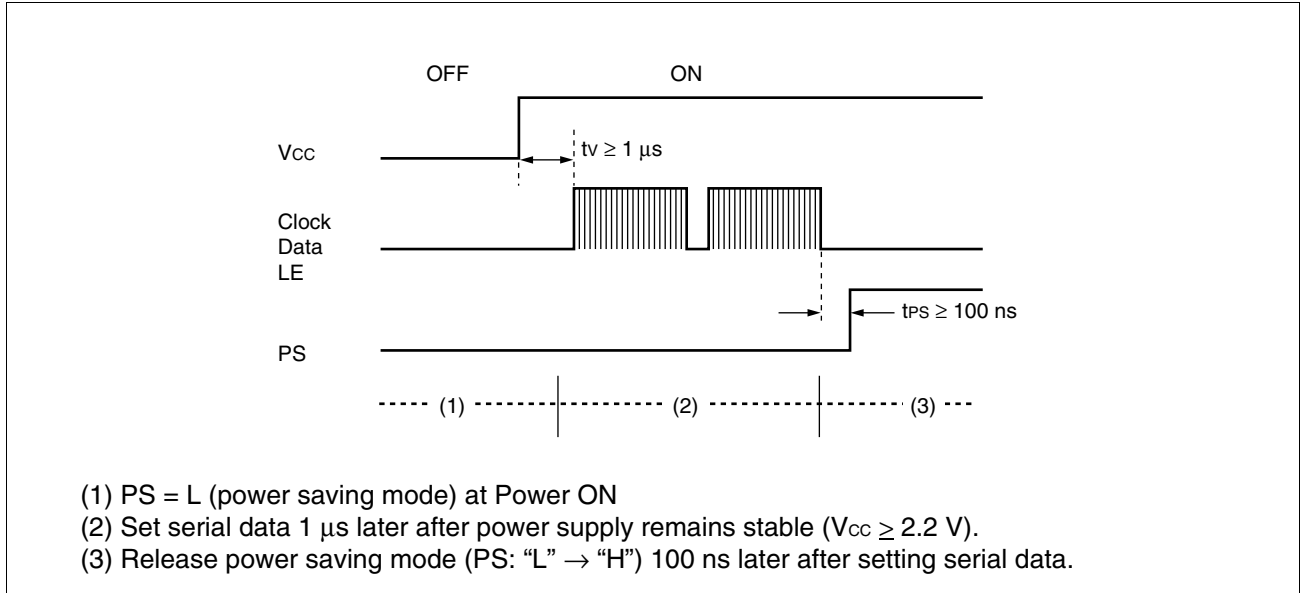 OFF ON
VCC
tV ≥ 1 μs
Clock
Data
LE
tPS ≥ 100 ns
PS
(1) (2) (3)
(1) PS = L (power saving mode) at Power ON
(2) Set serial data 1 μs later after power supply remains stable (VCC ≥ 2.2 V).
(3) Release power saving mode (PS: “L” → “H”) 100 ns later after setting serial data.